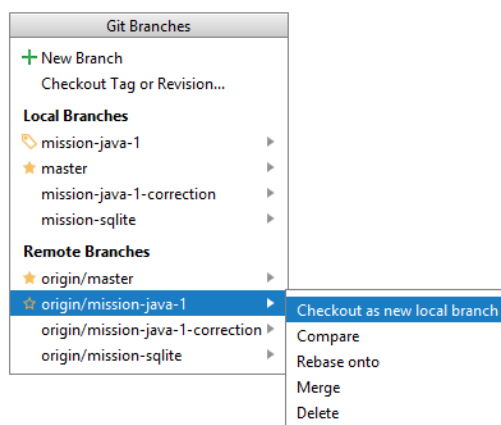 Git Branches
New Branch
Checkout Tag or Revision...
Local Branches
mission-java-1
master
mission-java-1-correction
mission-sqlite
Remote Branches
origin/master
origin/mission-java-1
origin/mission-java-1-correction
origin/mission-sqlite
Checkout as new local branch
Compare
Rebase onto
Merge
Delete